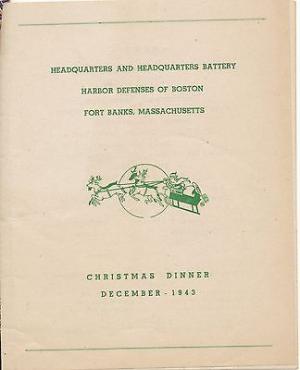 HEADQUARTERS AND HEADQUARTERS BATTERY
HARBOR DEFENSES OF BOSTON
FORT BANKS, MASSACHUSETTS
CHRISTMAS DINNER
DECEMBER - 1943